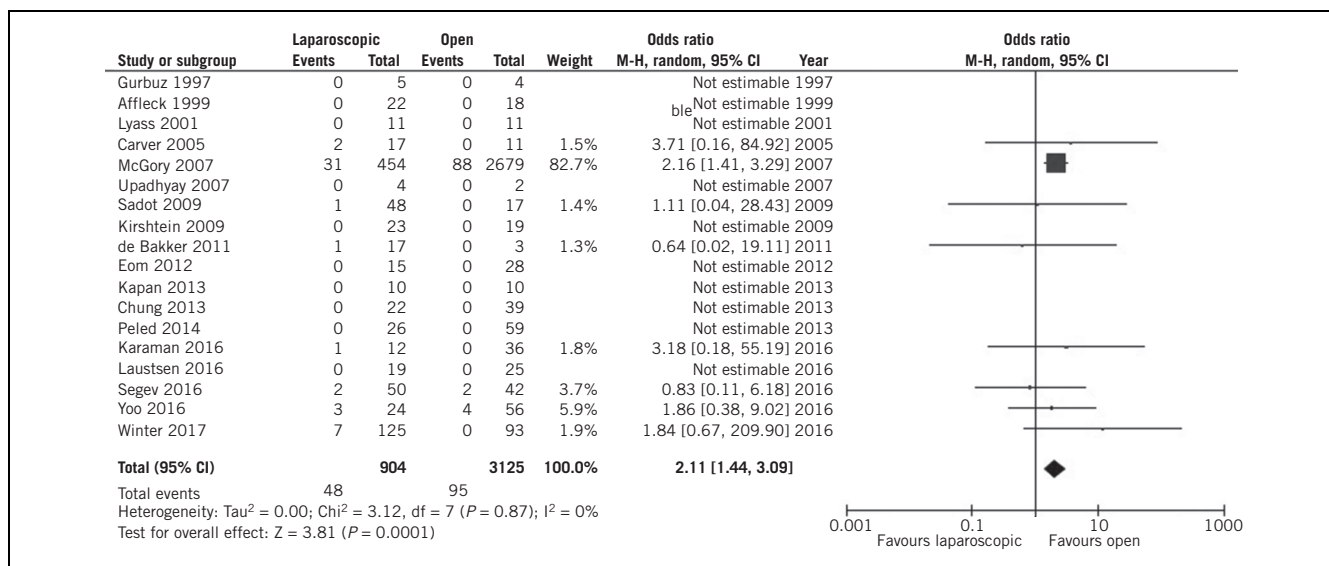 Laparoscopic Open Odds ratio Odds ratio
Study or subgroup Events Total Events Total Weight M-H, random, 95% CI Year M-H, random, 95% CI
Gurbuz 1997 0 5 0 4 Not estimable 1997
Affleck 1999 0 22 0 18 bleNot estimable 1999
Lyass 2001 0 11 0 11 Not estimable 2001
Carver 2005 2 17 0 11 1.5% 3.71 [0.16, 84.92] 2005
McGory 2007 31 454 88 2679 82.7% 2.16 [1.41, 3.29] 2007
Upadhyay 2007 0 4 0 2 Not estimable 2007
Sadot 2009 1 48 0 17 1.4% 1.11 [0.04, 28.43] 2009
Kirshtein 2009 0 23 0 19 Not estimable 2009
de Bakker 2011 1 17 0 3 1.3% 0.64 [0.02, 19.11] 2011
Eom 2012 0 15 0 28 Not estimable 2012
Kapan 2013 0 10 0 10 Not estimable 2013
Chung 2013 0 22 0 39 Not estimable 2013
Peled 2014 0 26 0 59 Not estimable 2013
Karaman 2016 1 12 0 36 1.8% 3.18 [0.18, 55.19] 2016
Laustsen 2016 0 19 0 25 Not estimable 2016
Segev 2016 2 50 2 42 3.7% 0.83 [0.11, 6.18] 2016
Yoo 2016 3 24 4 56 5.9% 1.86 [0.38, 9.02] 2016
Winter 2017 7 125 0 93 1.9% 1.84 [0.67, 209.90] 2016
Total (95% CI) 904 3125 100.0% 2.11 [1.44, 3.09]
Total events 48 95
Heterogeneity: Tau² = 0.00; Chi² = 3.12, df = 7 (P = 0.87); I² = 0%
Test for overall effect: Z = 3.81 (P = 0.0001)
0.001 0.1 10 1000
Favours laparoscopic Favours open